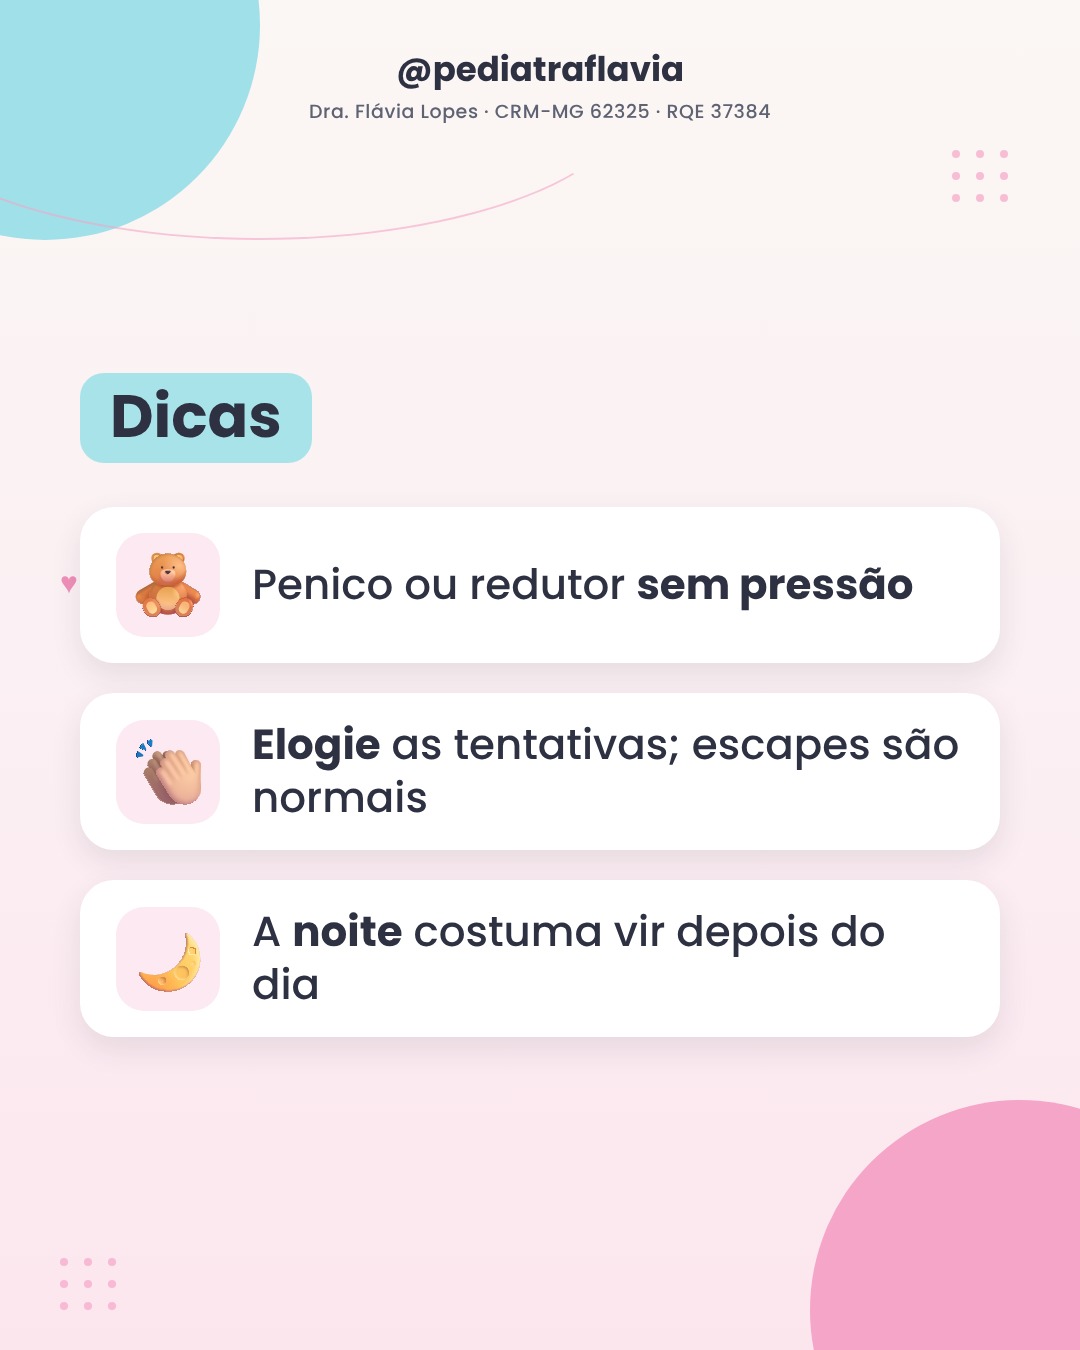 @pediatraflavia
Dra. Flávia Lopes · CRM-MG 62325 · RQE 37384
Dicas
Penico ou redutor sem pressão
Elogie as tentativas; escapes são
normais
A noite costuma vir depois do
dia